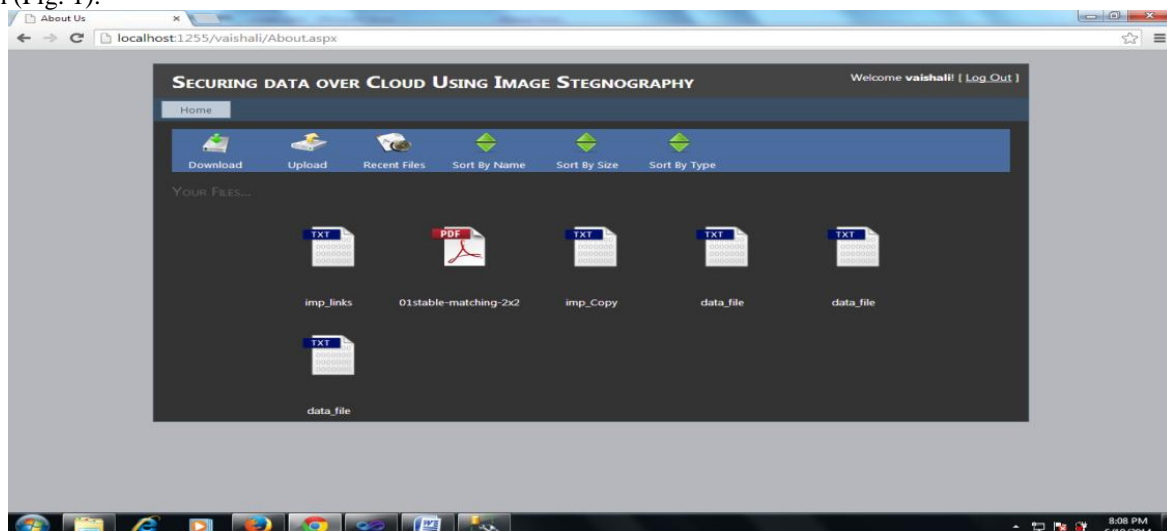 (Fig. 1).
About Us
localhost:1255/vaishali/About.aspx
SECURING DATA OVER CLOUD USING IMAGE STEGNOGRAPHY
Welcome vaishali! [ Log Out ]
Home
Download Upload Recent Files Sort By Name Sort By Size Sort By Type
YOUR FILES...
TXT PDF TXT TXT TXT
imp_links 01stable-matching-2x2 imp_Copy data_file data_file
TXT
data_file
8:08 PM